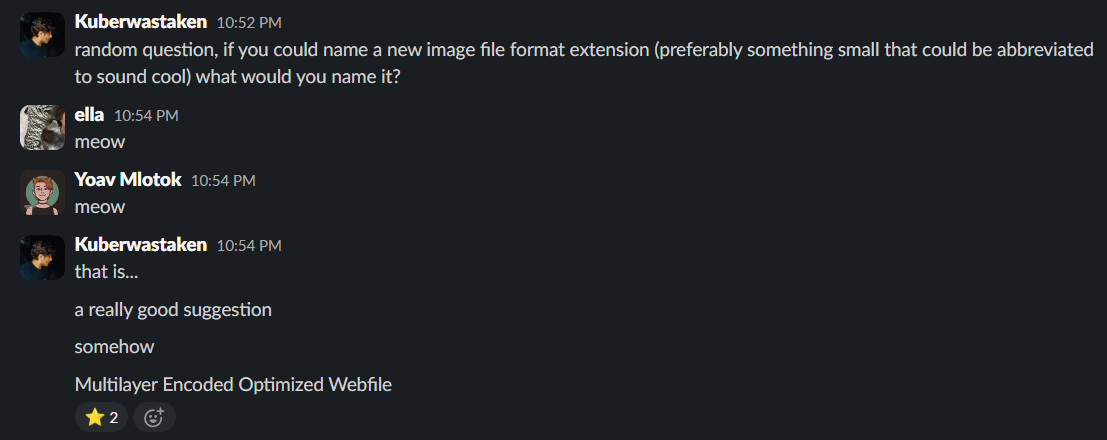 Kuberwastaken 10:52 PM
random question, if you could name a new image file format extension (preferably something small that could be abbreviated
to sound cool) what would you name it?
ella 10:54 PM
meow
Yoav Mlotok 10:54 PM
meow
Kuberwastaken 10:54 PM
that is...
a really good suggestion
somehow
Multilayer Encoded Optimized Webfile
2